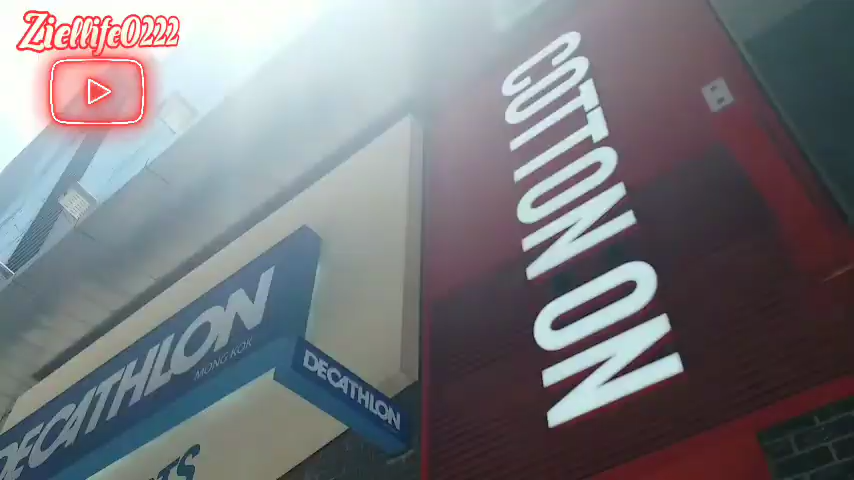 Ziellife0222
COTTON ON
DECATHLON
MONG KOK
DECATHLON